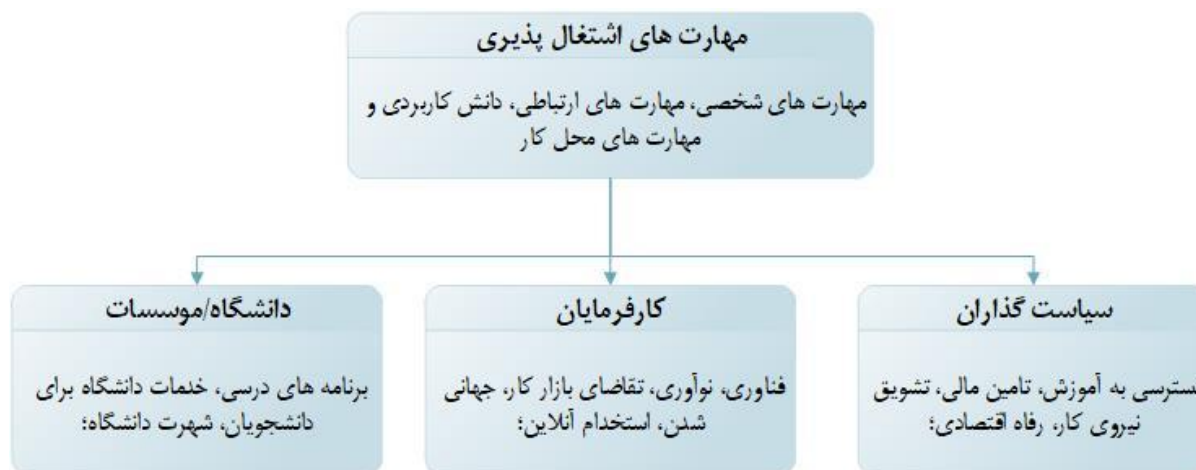 مهارت های اشتغال پذیری
مهارت های شخصی، مهارت های ارتباطی، دانش کاربردی و
مهارت های محل کار
سیاست گذاران
سترسی به آموزش، تامین مالی، تشویق
نیروی کار، رفاه اقتصادی؛
کارفرمایان
فناوری، نوآوری، تقاضای بازار کار، جهانی
شدن، استخدام آنلاین؛
دانشگاه/موسسات
برنامه های درسی، خدمات دانشگاه برای
دانشجویان، شهرت دانشگاه؛